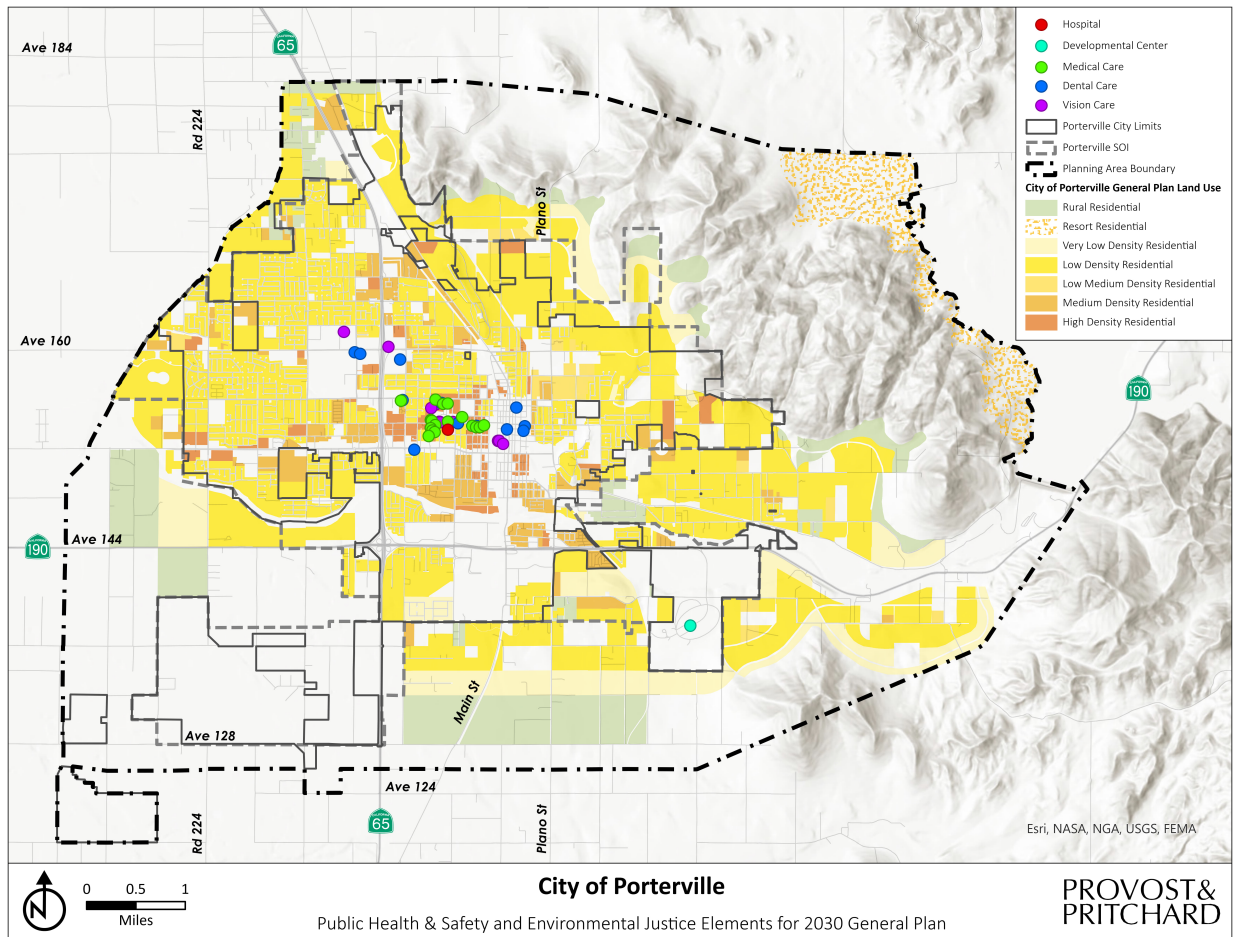 Ave 184
CALIFORNIA
65
Rd 224
Plano St
Ave 160
CALIFORNIA
190
CALIFORNIA
190
Ave 144
Main St
Ave 128
Ave 124
CALIFORNIA
65
Rd 224
Plano St
Hospital
Developmental Center
Medical Care
Dental Care
Vision Care
Porterville City Limits
Porterville SOI
Planning Area Boundary
City of Porterville General Plan Land Use
Rural Residential
Resort Residential
Very Low Density Residential
Low Density Residential
Low Medium Density Residential
Medium Density Residential
High Density Residential
Esri, NASA, NGA, USGS, FEMA
N
0 0.5 1
Miles
City of Porterville
Public Health & Safety and Environmental Justice Elements for 2030 General Plan
PROVOST&
PRITCHARD